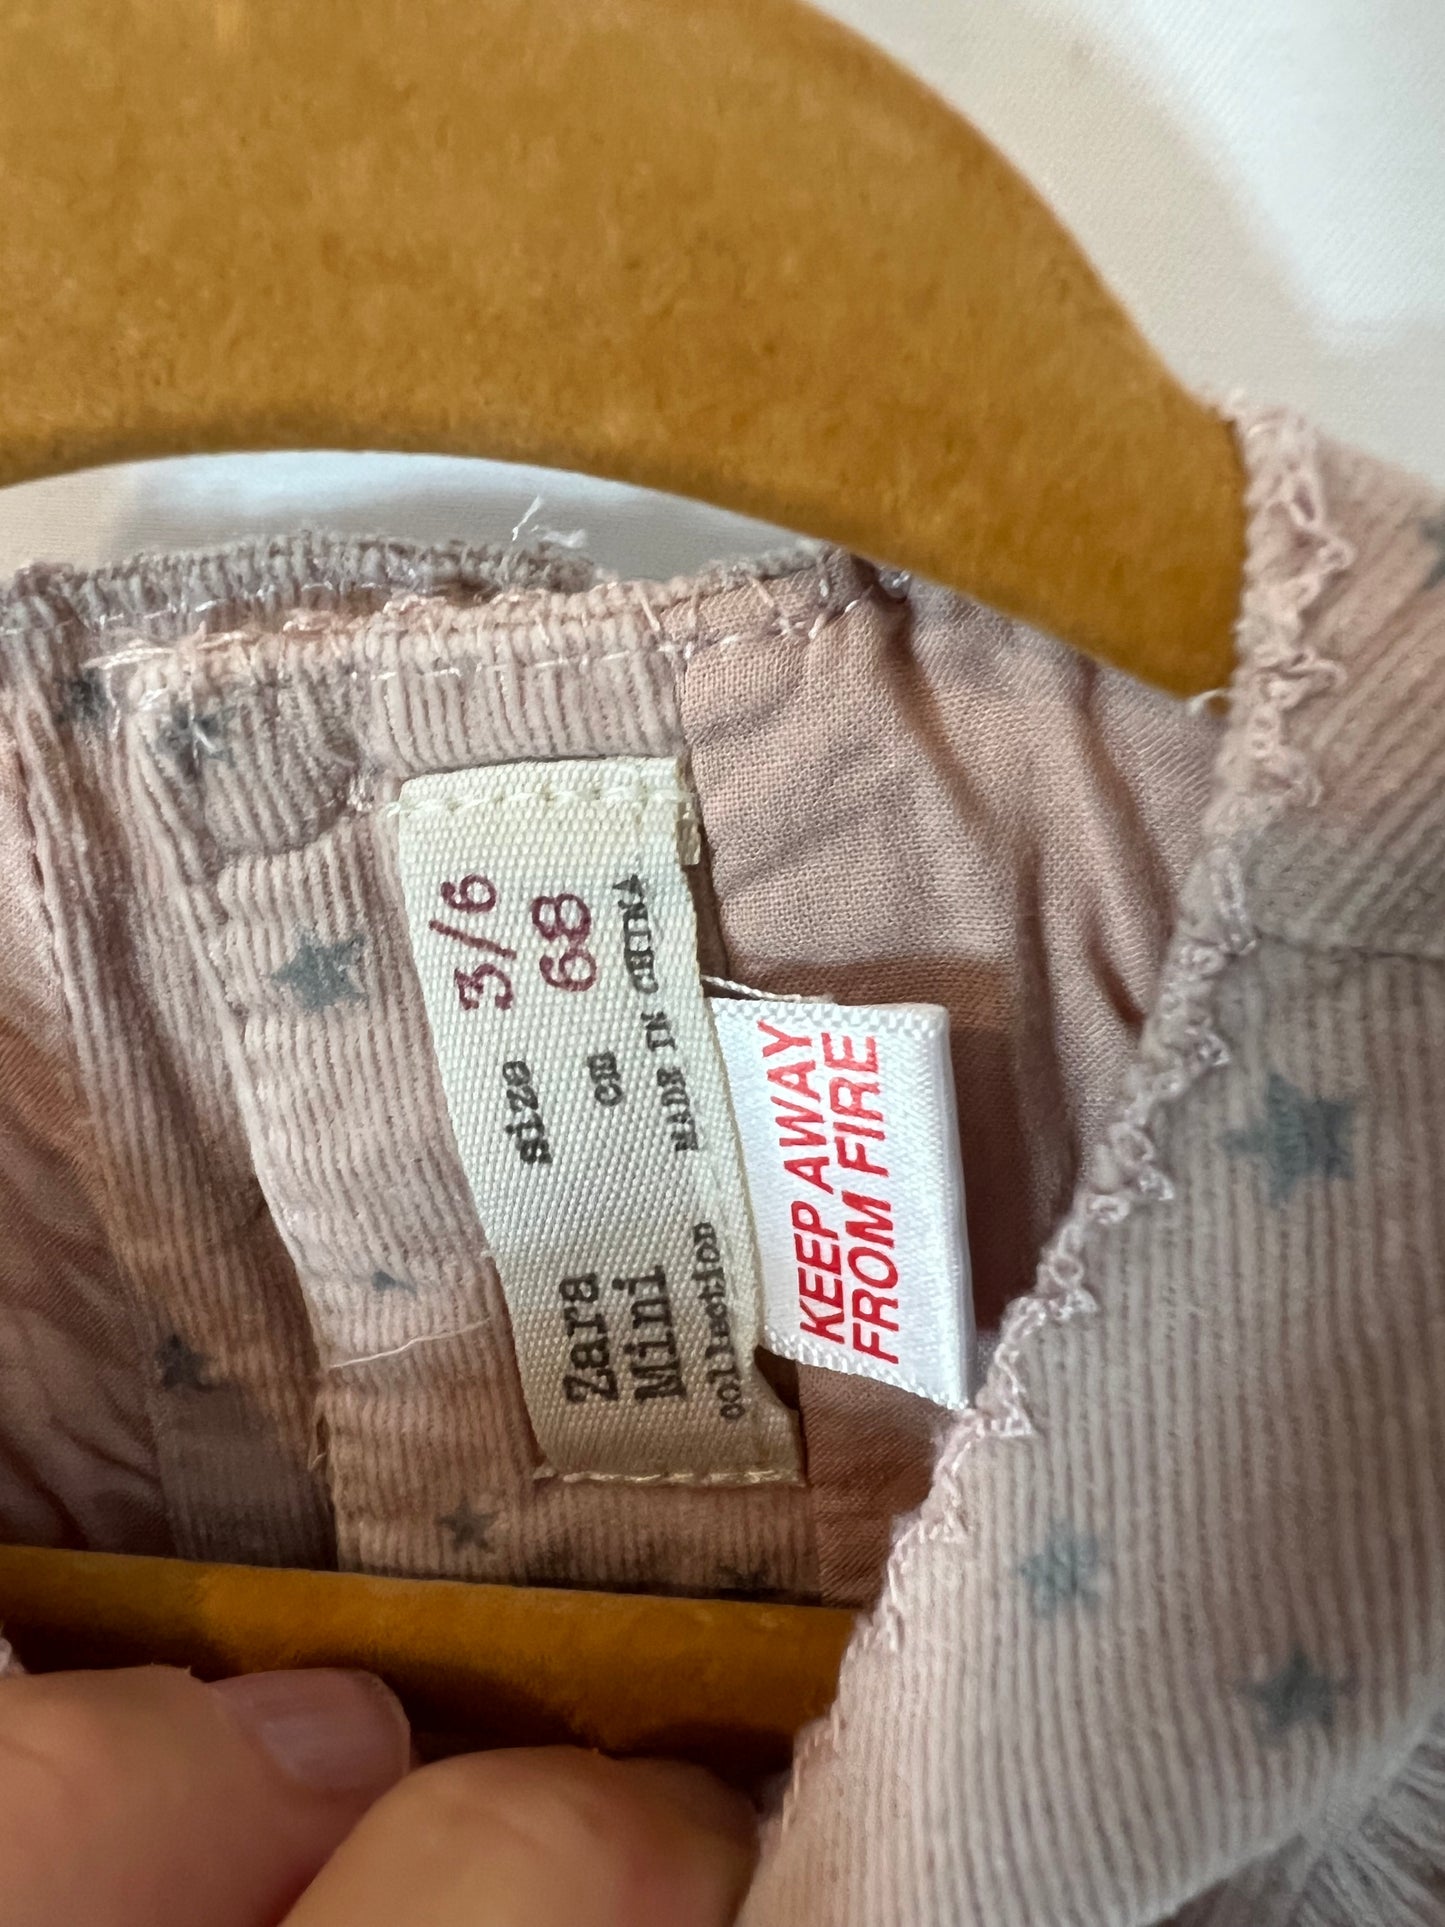 Zara
Mini
collection
size 3/6
cm 68
MADE IN CHINA
KEEP AWAY
FROM FIRE